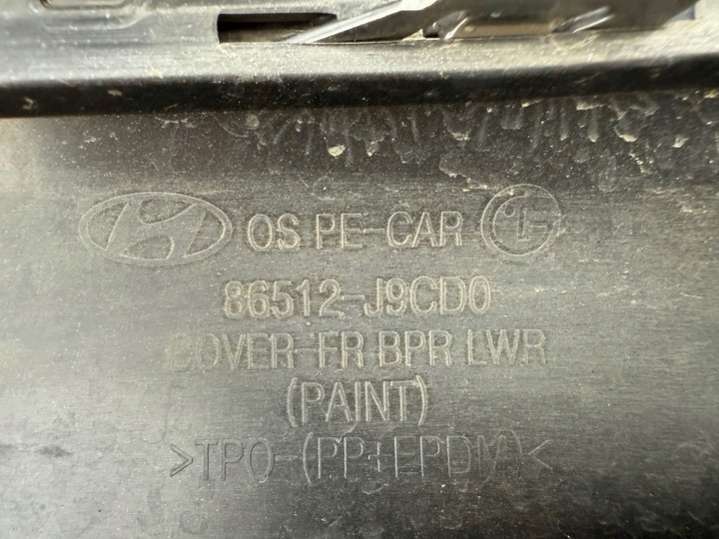 OS PE-CAR
86512-J9CD0
COVER-FR BPR LWR
(PAINT)
>TPO-(PP+EPDM)<